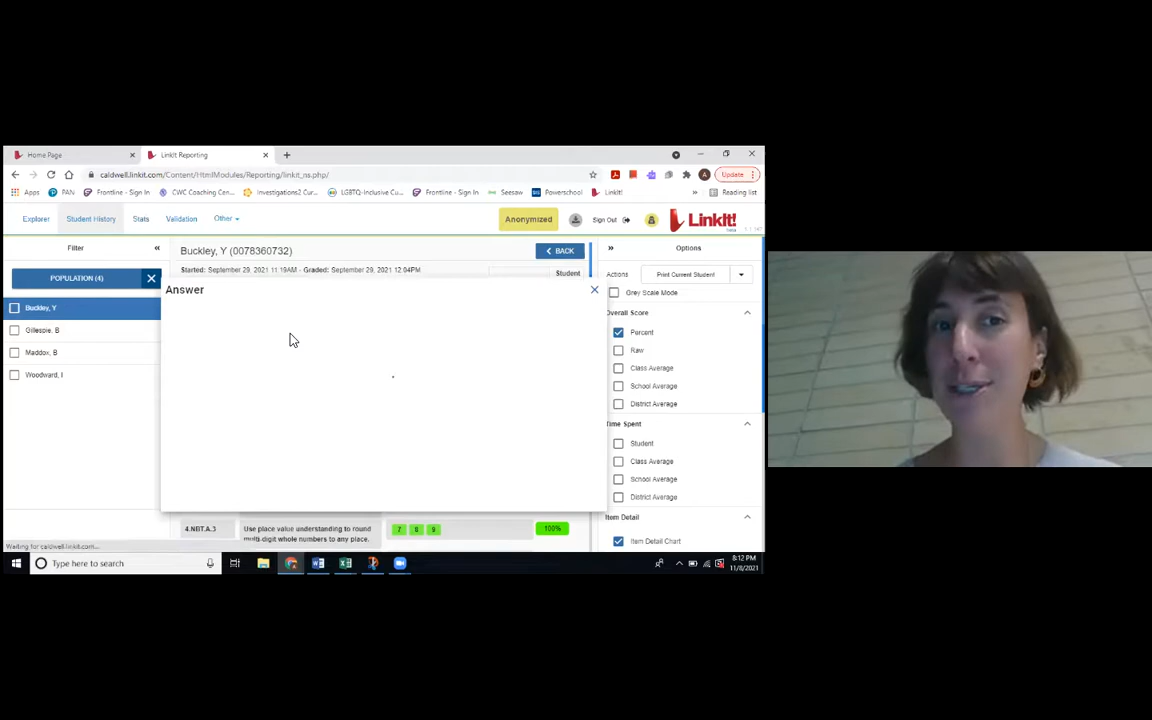 Home Page
LinkIt Reporting
caldwell.linkit.com/Content/HtmlModules/Reporting/linkit_ns.php/
Update
Apps
PAN
Frontline - Sign In
CWC Coaching Cen...
Investigations2 Cur...
LGBTQ-Inclusive Cu...
Frontline - Sign In
Seesaw
Powerschool
LinkIt!
Reading list
Explorer
Student History
Stats
Validation
Other
Anonymized
Sign Out
LinkIt!
Filter
POPULATION (4)
Buckley, Y
Gillespie, B
Maddox, B
Woodward, I
Buckley, Y (0078360732)
BACK
Started: September 29, 2021 11:19AM - Graded: September 29, 2021 12:04PM
Student
Answer
4.NBT.A.3
Use place value understanding to round
multi-digit whole numbers to any place.
7 8 9
100%
Options
Actions
Print Current Student
Grey Scale Mode
Overall Score
Percent
Raw
Class Average
School Average
District Average
Time Spent
Student
Class Average
School Average
District Average
Item Detail
Item Detail Chart
Waiting for caldwell.linkit.com...
Type here to search
8:12 PM
11/8/2021